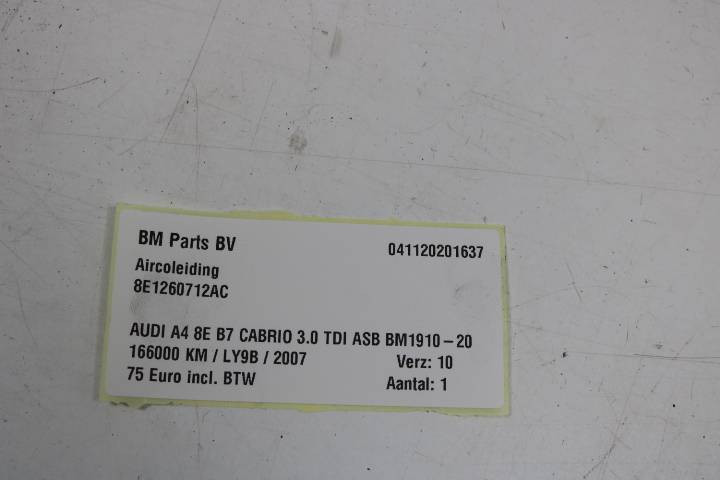 BM Parts BV 041120201637
Aircoleiding
8E1260712AC
AUDI A4 8E B7 CABRIO 3.0 TDI ASB BM1910-20
166000 KM / LY9B / 2007 Verz: 10
75 Euro incl. BTW Aantal: 1